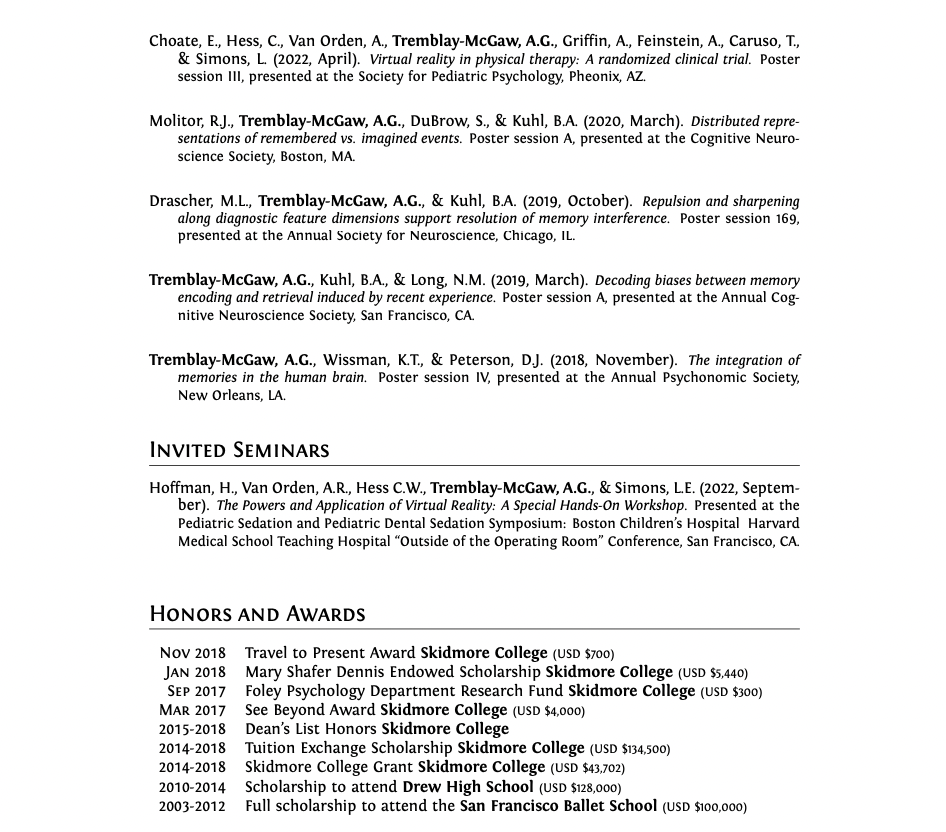 Choate, E., Hess, C., Van Orden, A., Tremblay-McGaw, A.G., Griffin, A., Feinstein, A., Caruso, T.,
& Simons, L. (2022, April). Virtual reality in physical therapy: A randomized clinical trial. Poster
session III, presented at the Society for Pediatric Psychology, Pheonix, AZ.
Molitor, R.J., Tremblay-McGaw, A.G., DuBrow, S., & Kuhl, B.A. (2020, March). Distributed repre-
sentations of remembered vs. imagined events. Poster session A, presented at the Cognitive Neuro-
science Society, Boston, MA.
Drascher, M.L., Tremblay-McGaw, A.G., & Kuhl, B.A. (2019, October). Repulsion and sharpening
along diagnostic feature dimensions support resolution of memory interference. Poster session 169,
presented at the Annual Society for Neuroscience, Chicago, IL.
Tremblay-McGaw, A.G., Kuhl, B.A., & Long, N.M. (2019, March). Decoding biases between memory
encoding and retrieval induced by recent experience. Poster session A, presented at the Annual Cog-
nitive Neuroscience Society, San Francisco, CA.
Tremblay-McGaw, A.G., Wissman, K.T., & Peterson, D.J. (2018, November). The integration of
memories in the human brain. Poster session IV, presented at the Annual Psychonomic Society,
New Orleans, LA.
Invited Seminars
Hoffman, H., Van Orden, A.R., Hess C.W., Tremblay-McGaw, A.G., & Simons, L.E. (2022, Septem-
ber). The Powers and Application of Virtual Reality: A Special Hands-On Workshop. Presented at the
Pediatric Sedation and Pediatric Dental Sedation Symposium: Boston Children's Hospital Harvard
Medical School Teaching Hospital "Outside of the Operating Room" Conference, San Francisco, CA.
Honors and Awards
Nov 2018 Travel to Present Award Skidmore College (USD $700)
Jan 2018 Mary Shafer Dennis Endowed Scholarship Skidmore College (USD $5,440)
Sep 2017 Foley Psychology Department Research Fund Skidmore College (USD $300)
Mar 2017 See Beyond Award Skidmore College (USD $4,000)
2015-2018 Dean's List Honors Skidmore College
2014-2018 Tuition Exchange Scholarship Skidmore College (USD $134,500)
2014-2018 Skidmore College Grant Skidmore College (USD $43,702)
2010-2014 Scholarship to attend Drew High School (USD $128,000)
2003-2012 Full scholarship to attend the San Francisco Ballet School (USD $100,000)